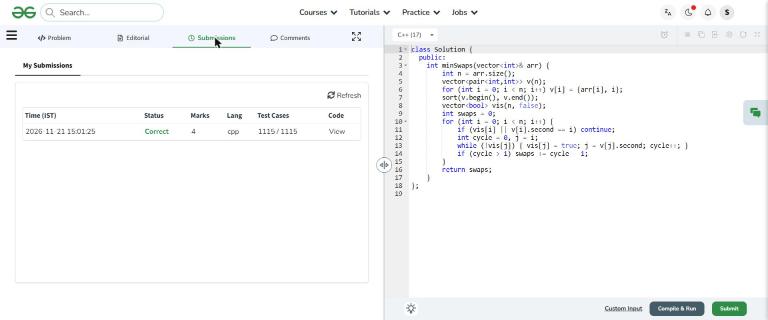 Search...
Courses Tutorials Practice Jobs
S
</> Problem Editorial Submissions Comments
My Submissions
Refresh
Time (IST) Status Marks Lang Test Cases Code
2026-11-21 15:01:25 Correct 4 cpp 1115 / 1115 View
C++ (17)
1 class Solution {
2 public:
3 int minSwaps(vector<int>& arr) {
4 int n = arr.size();
5 vector<pair<int,int>> v(n);
6 for (int i = 0; i < n; i++) v[i] = {arr[i], i};
7 sort(v.begin(), v.end());
8 vector<bool> vis(n, false);
9 int swaps = 0;
10 for (int i = 0; i < n; i++) {
11 if (vis[i] || v[i].second == i) continue;
12 int cycle = 0, j = i;
13 while (!vis[j]) { vis[j] = true; j = v[j].second; cycle++; }
14 if (cycle > 1) swaps += cycle - 1;
15 }
16 return swaps;
17 }
18 };
19
Custom Input Compile & Run Submit